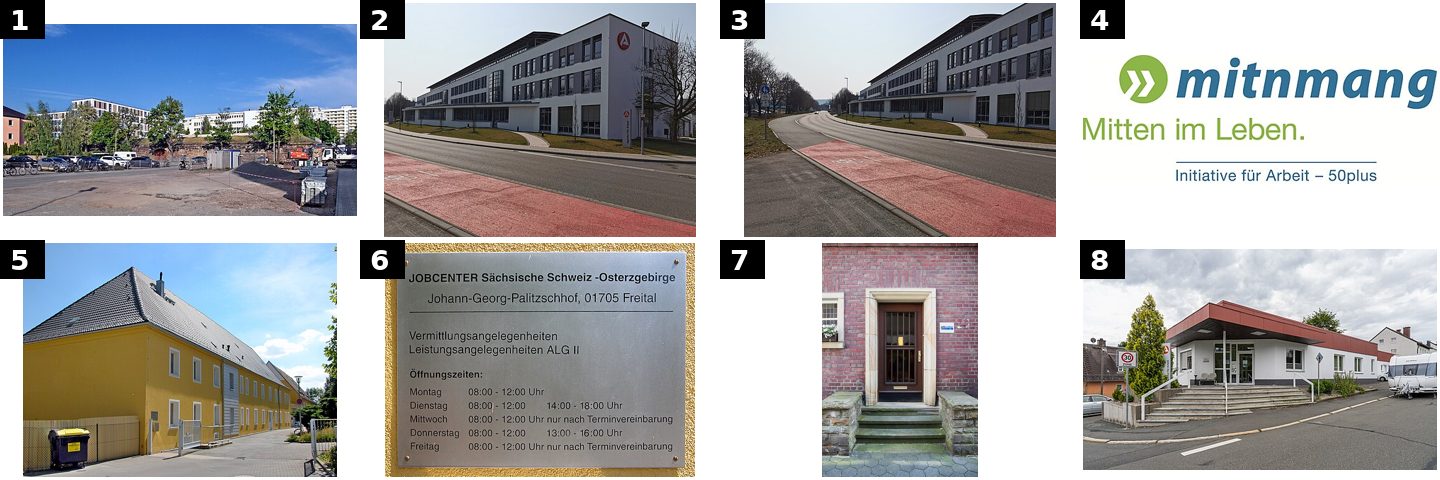 1
2
3
4
mitnmang
Mitten im Leben.
Initiative für Arbeit – 50plus
5
6
JOBCENTER Sächsische Schweiz -Osterzgebirge
Johann-Georg-Palitzschhof, 01705 Freital
Vermittlungsangelegenheiten
Leistungsangelegenheiten ALG II
Öffnungszeiten:
Montag 08:00 - 12:00 Uhr
Dienstag 08:00 - 12:00 14:00 - 18:00 Uhr
Mittwoch 08:00 - 12:00 Uhr nur nach Terminvereinbarung
Donnerstag 08:00 - 12:00 13:00 - 16:00 Uhr
Freitag 08:00 - 12:00 Uhr nur nach Terminvereinbarung
7
8
30